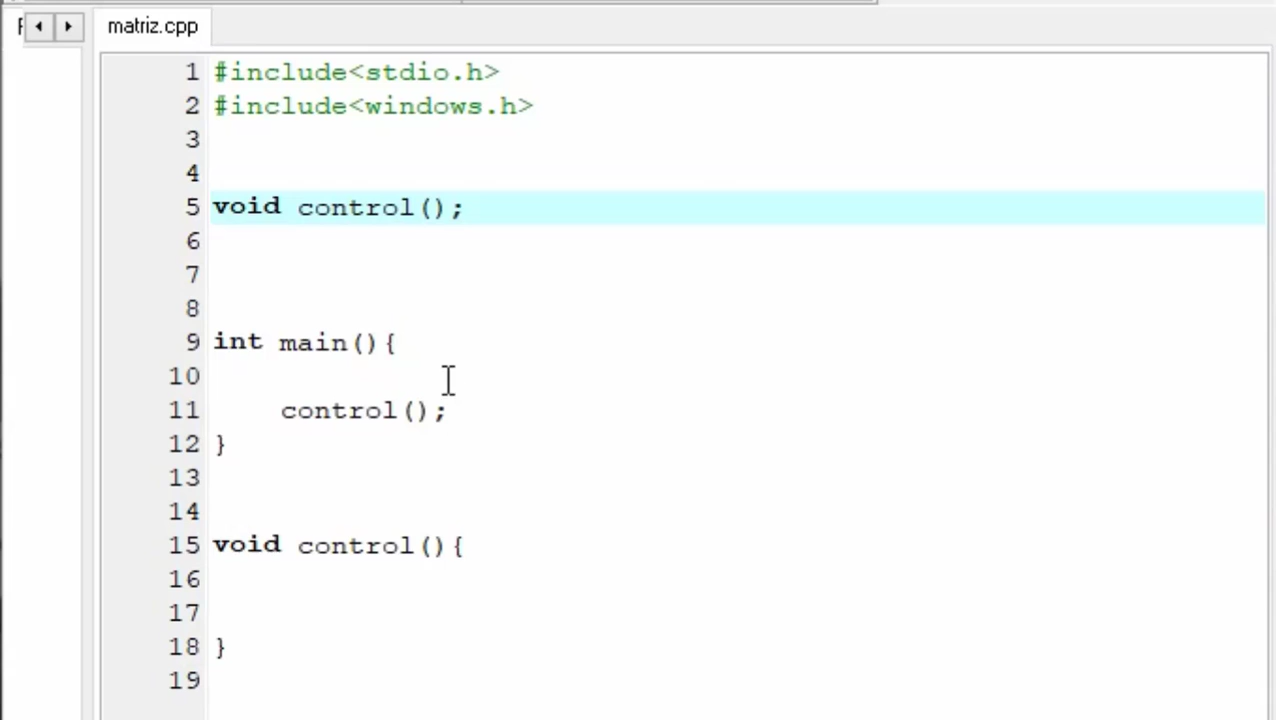 matriz.cpp
1 #include<stdio.h>
2 #include<windows.h>
3
4
5 void control();
6
7
8
9 int main(){
10
11     control();
12 }
13
14
15 void control(){
16
17
18 }
19